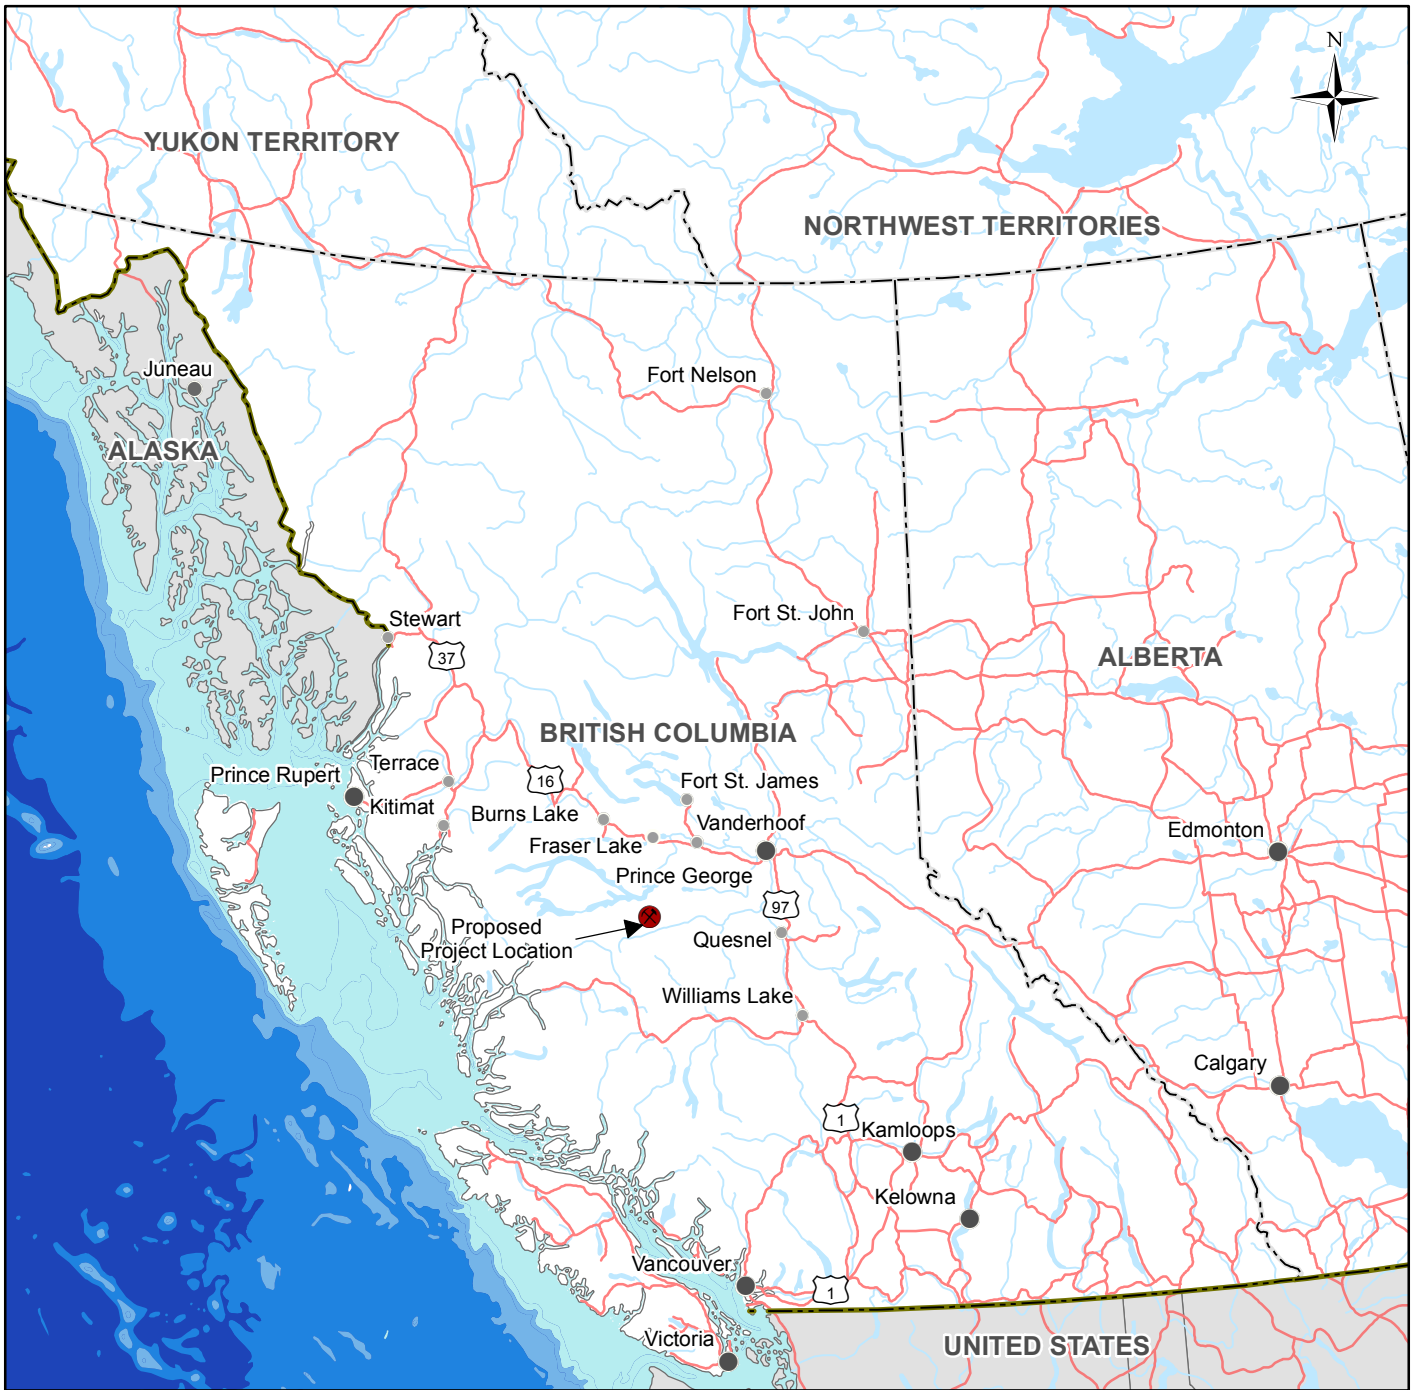 N
YUKON TERRITORY
NORTHWEST TERRITORIES
Juneau
Fort Nelson
ALASKA
Stewart
Fort St. John
37
ALBERTA
BRITISH COLUMBIA
Terrace
Prince Rupert
16
Fort St. James
Kitimat
Burns Lake
Vanderhoof
Edmonton
Fraser Lake
Prince George
97
Proposed
Project Location
Quesnel
Williams Lake
Calgary
1
Kamloops
Kelowna
Vancouver
1
Victoria
UNITED STATES